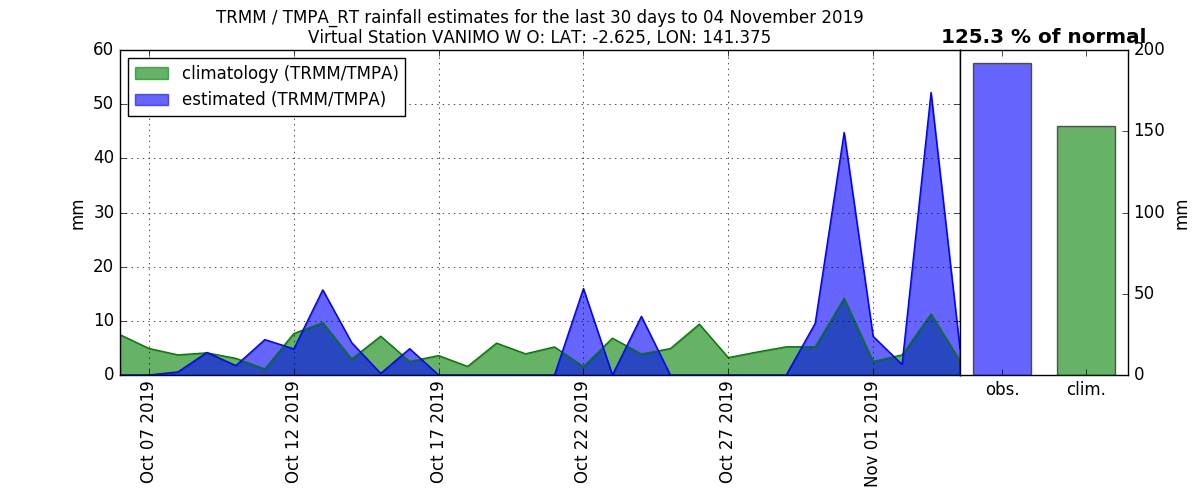 TRMM / TMPA_RT rainfall estimates for the last 30 days to 04 November 2019
Virtual Station VANIMO W O: LAT: -2.625, LON: 141.375
125.3 % of normal
climatology (TRMM/TMPA)
estimated (TRMM/TMPA)
60
50
40
30
20
10
0
mm
Oct 07 2019
Oct 12 2019
Oct 17 2019
Oct 22 2019
Oct 27 2019
Nov 01 2019
obs.
clim.
200
150
100
50
0
mm